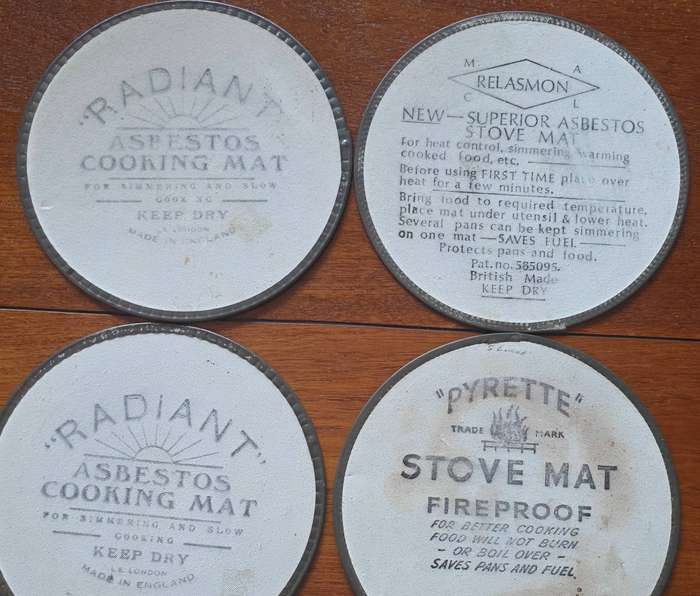 "RADIANT"
ASBESTOS
COOKING MAT
FOR SIMMERING AND SLOW
KEEP DRY
LONDON
MADE IN ENGLAND
M A
RELASMON
C L
NEW — SUPERIOR ASBESTOS
STOVE MAT
For heat control, simmering, warming
cooked food, etc.
Before using FIRST TIME place over
heat for a few minutes.
Bring food to required temperature,
place mat under utensil & lower heat.
Several pans can be kept simmering
on one mat — SAVES FUEL
Protects pans and food.
Pat. no. 585095.
British Made
KEEP DRY
"RADIANT"
ASBESTOS
COOKING MAT
FOR SIMMERING AND SLOW
COOKING
KEEP DRY
LONDON
MADE IN ENGLAND
"PYRETTE"
TRADE MARK
STOVE MAT
FIREPROOF
FOR BETTER COOKING
FOOD WILL NOT BURN
- OR BOIL OVER -
SAVES PANS AND FUEL.